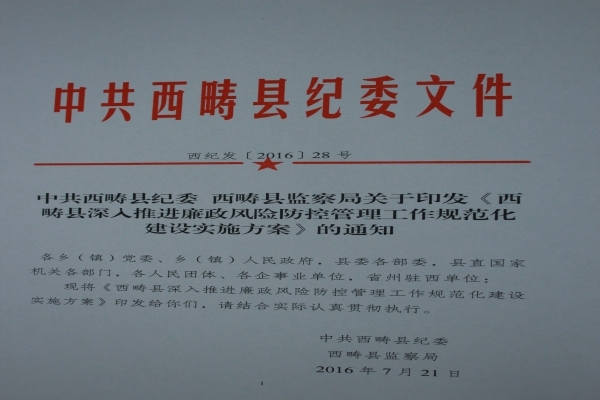 中共西畴县纪委文件
西纪发〔2016〕28号
中共西畴县纪委 西畴县监察局关于印发《西
畴县深入推进廉政风险防控管理工作规范化
建设实施方案》的通知
各乡（镇）党委、乡（镇）人民政府，县委各部委，县直国家
机关各部门，各人民团体、各企事业单位，省州驻西单位：
现将《西畴县深入推进廉政风险防控管理工作规范化建设
实施方案》印发给你们，请结合实际认真贯彻执行。
中共西畴县纪委
西畴县监察局
2016年7月21日
1